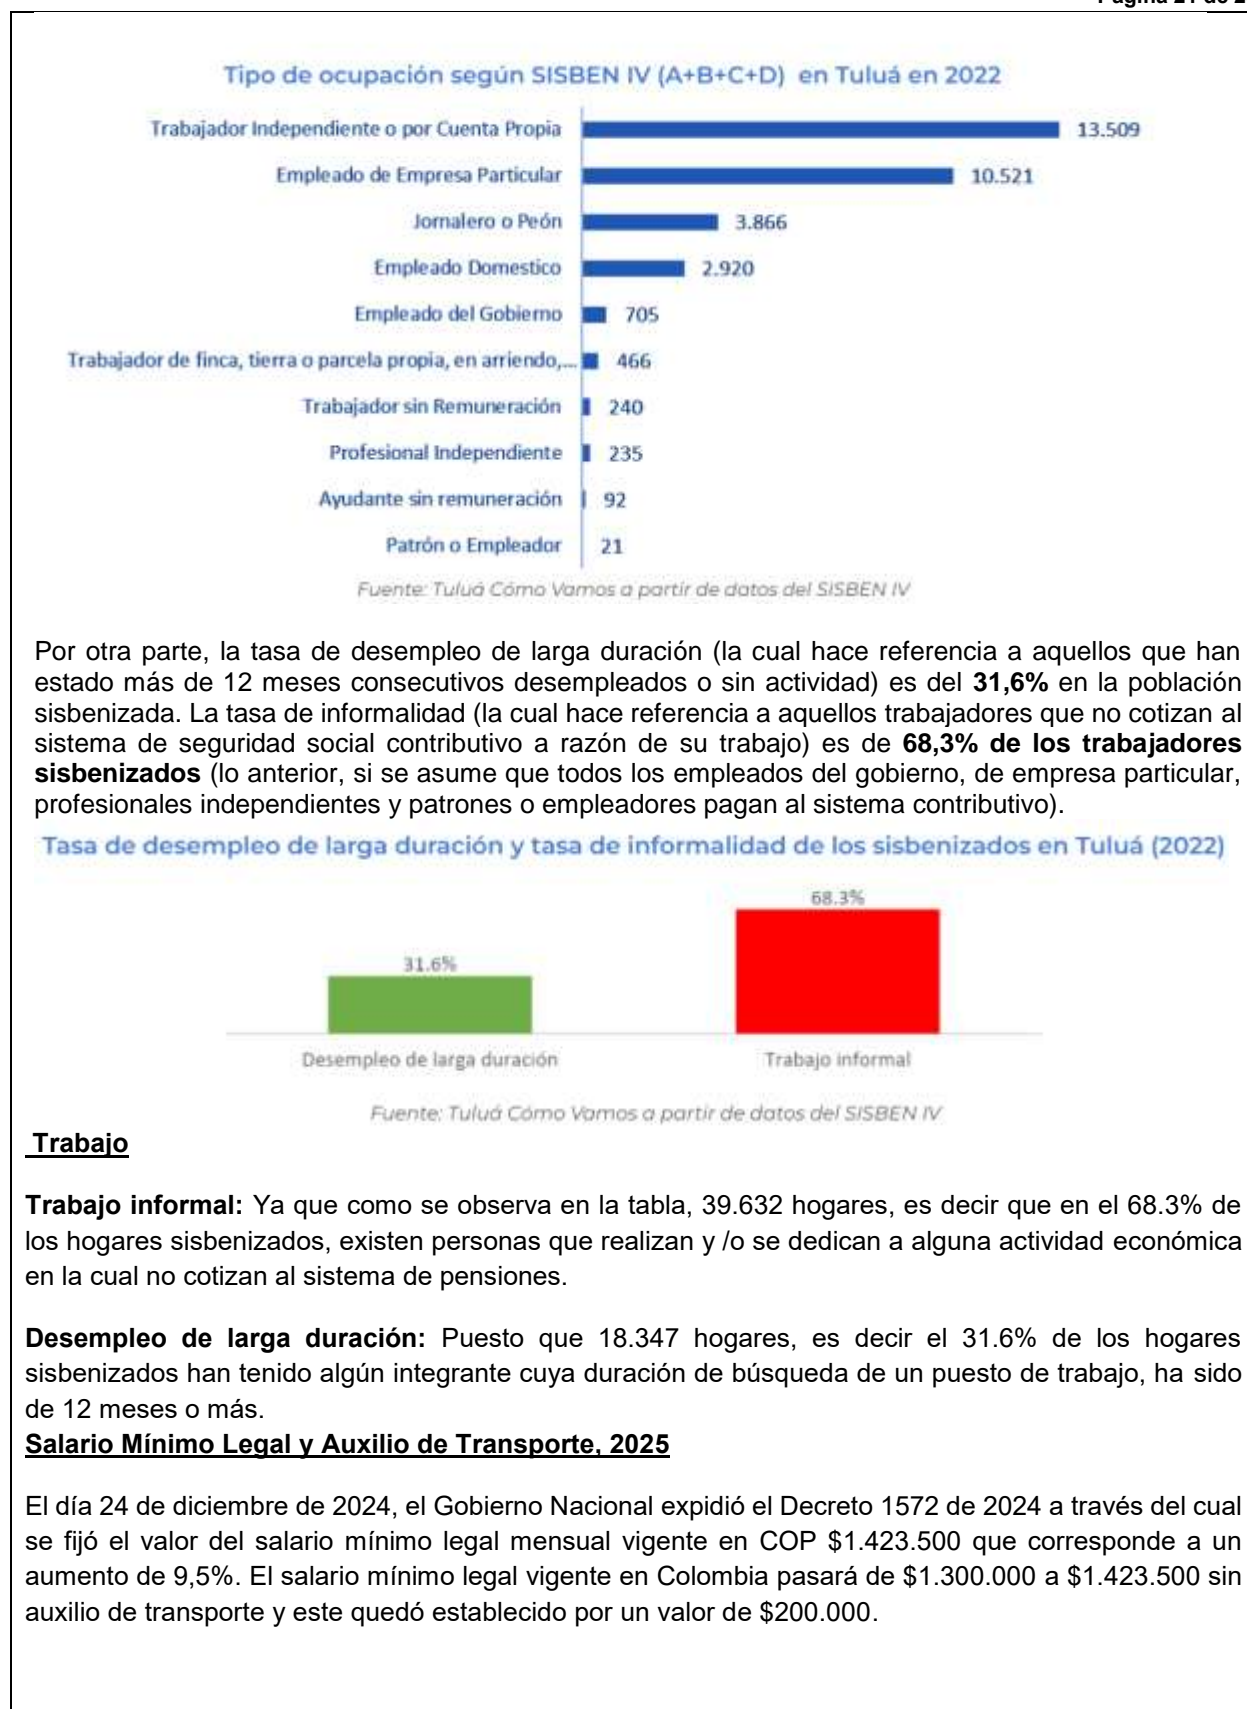 Página 21 de 2
Tipo de ocupación según SISBEN IV (A+B+C+D) en Tuluá en 2022
Trabajador Independiente o por Cuenta Propia 13.509
Empleado de Empresa Particular 10.521
Jornalero o Peón 3.866
Empleado Domestico 2.920
Empleado del Gobierno 705
Trabajador de finca, tierra o parcela propia, en arriendo,... 466
Trabajador sin Remuneración 240
Profesional Independiente 235
Ayudante sin remuneración 92
Patrón o Empleador 21
Fuente: Tuluá Cómo Vamos a partir de datos del SISBEN IV
Por otra parte, la tasa de desempleo de larga duración (la cual hace referencia a aquellos que han
estado más de 12 meses consecutivos desempleados o sin actividad) es del 31,6% en la población
sisbenizada. La tasa de informalidad (la cual hace referencia a aquellos trabajadores que no cotizan al
sistema de seguridad social contributivo a razón de su trabajo) es de 68,3% de los trabajadores
sisbenizados (lo anterior, si se asume que todos los empleados del gobierno, de empresa particular,
profesionales independientes y patrones o empleadores pagan al sistema contributivo).
Tasa de desempleo de larga duración y tasa de informalidad de los sisbenizados en Tuluá (2022)
68.3%
31.6%
Desempleo de larga duración Trabajo informal
Fuente: Tuluá Cómo Vamos a partir de datos del SISBEN IV
Trabajo
Trabajo informal: Ya que como se observa en la tabla, 39.632 hogares, es decir que en el 68.3% de
los hogares sisbenizados, existen personas que realizan y /o se dedican a alguna actividad económica
en la cual no cotizan al sistema de pensiones.
Desempleo de larga duración: Puesto que 18.347 hogares, es decir el 31.6% de los hogares
sisbenizados han tenido algún integrante cuya duración de búsqueda de un puesto de trabajo, ha sido
de 12 meses o más.
Salario Mínimo Legal y Auxilio de Transporte, 2025
El día 24 de diciembre de 2024, el Gobierno Nacional expidió el Decreto 1572 de 2024 a través del cual
se fijó el valor del salario mínimo legal mensual vigente en COP $1.423.500 que corresponde a un
aumento de 9,5%. El salario mínimo legal vigente en Colombia pasará de $1.300.000 a $1.423.500 sin
auxilio de transporte y este quedó establecido por un valor de $200.000.